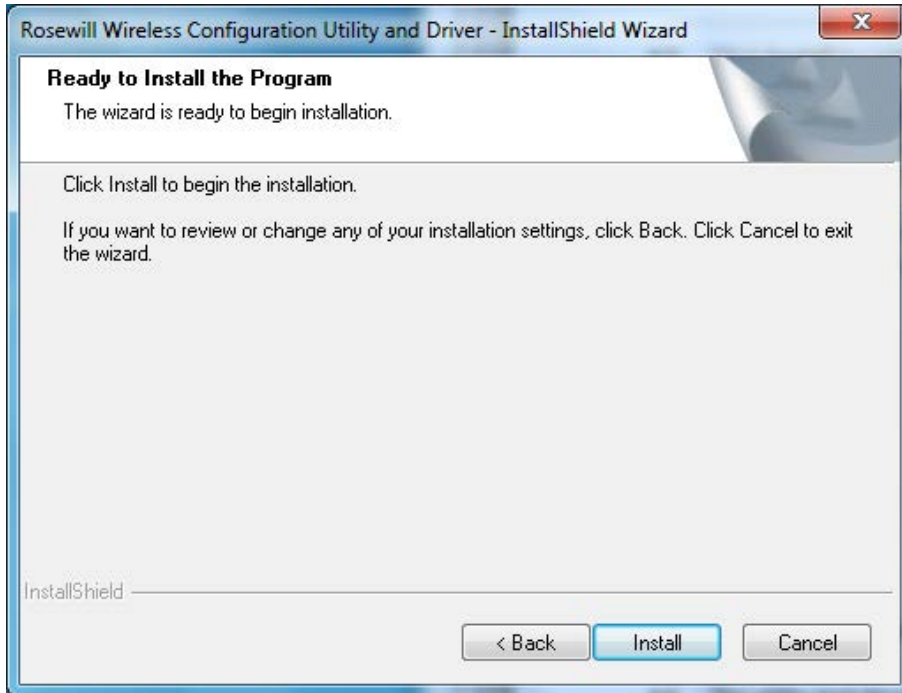 Rosewill Wireless Configuration Utility and Driver - InstallShield Wizard
Ready to Install the Program
The wizard is ready to begin installation.
Click Install to begin the installation.
If you want to review or change any of your installation settings, click Back. Click Cancel to exit
the wizard.
InstallShield
< Back Install Cancel